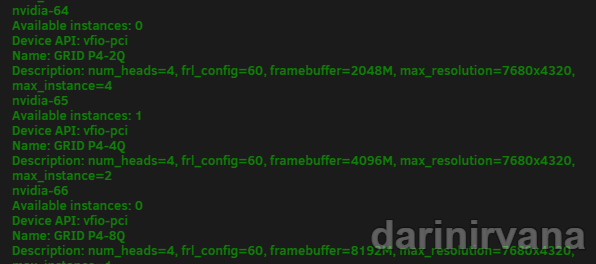 nvidia-64
Available instances: 0
Device API: vfio-pci
Name: GRID P4-2Q
Description: num_heads=4, frl_config=60, framebuffer=2048M, max_resolution=7680x4320,
max_instance=4
nvidia-65
Available instances: 1
Device API: vfio-pci
Name: GRID P4-4Q
Description: num_heads=4, frl_config=60, framebuffer=4096M, max_resolution=7680x4320,
max_instance=2
nvidia-66
Available instances: 0
Device API: vfio-pci
Name: GRID P4-8Q
darinirvana
Description: num_heads=4, frl_config=60, framebuffer=8192M, max_resolution=7680x4320,